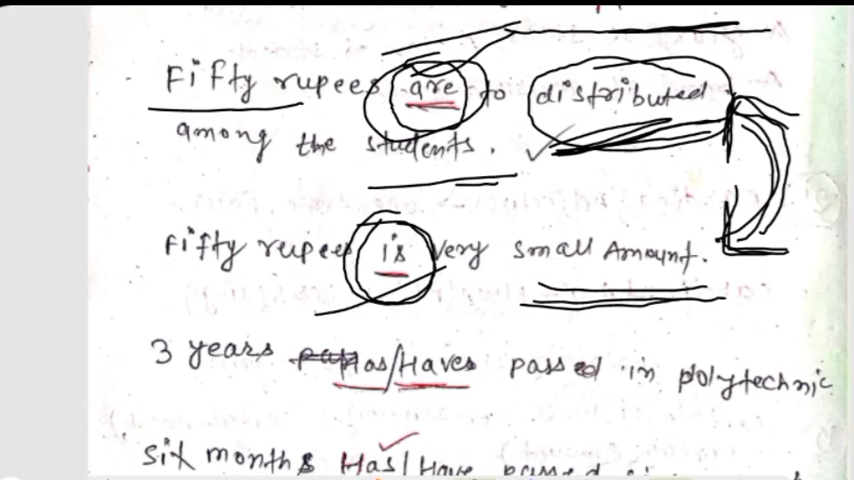 Fifty rupees are to distributed
among the students.
Fifty rupees is very small Amount.
3 years Has/Haves passed in polytechnic
Six months Has/Have passed